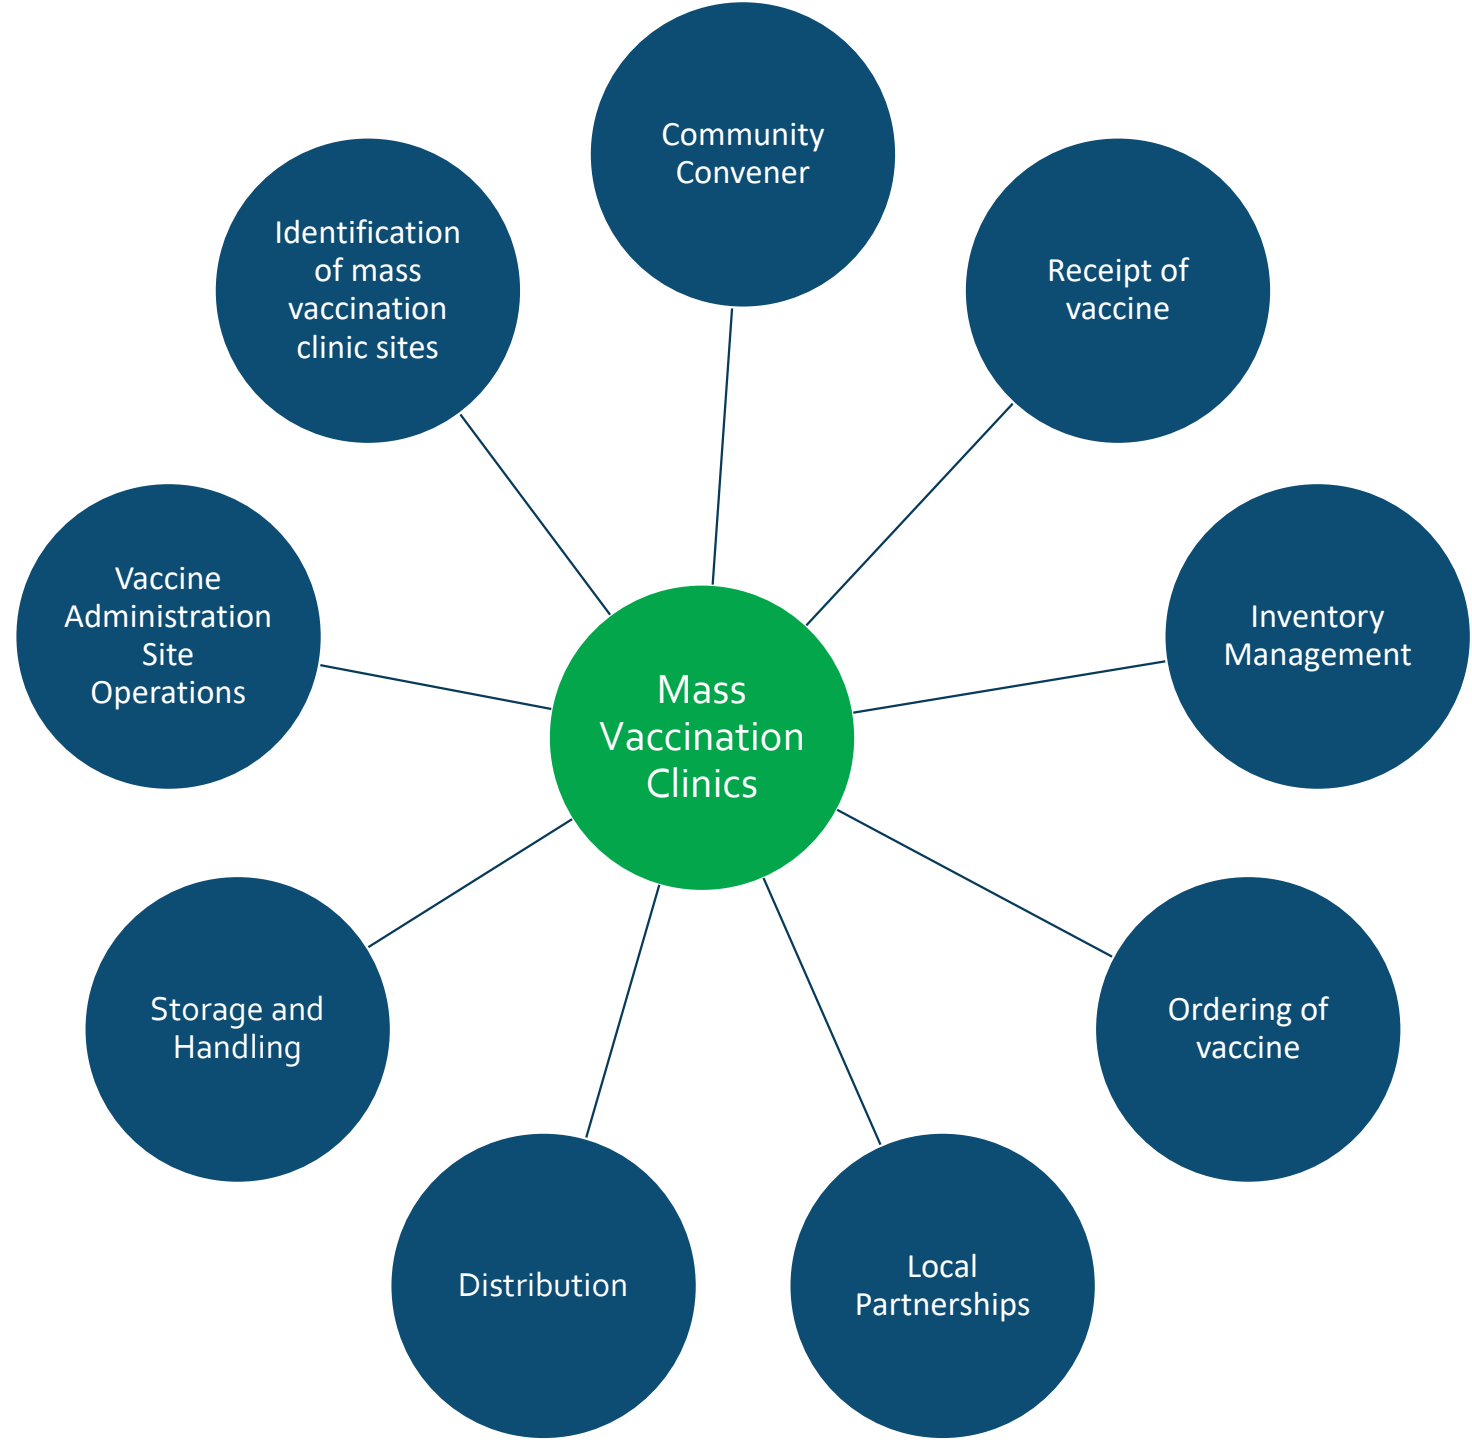 Community
Convener
Receipt of
vaccine
Inventory
Management
Ordering of
vaccine
Local
Partnerships
Distribution
Storage and
Handling
Vaccine
Administration
Site
Operations
Identification
of mass
vaccination
clinic sites
Mass
Vaccination
Clinics